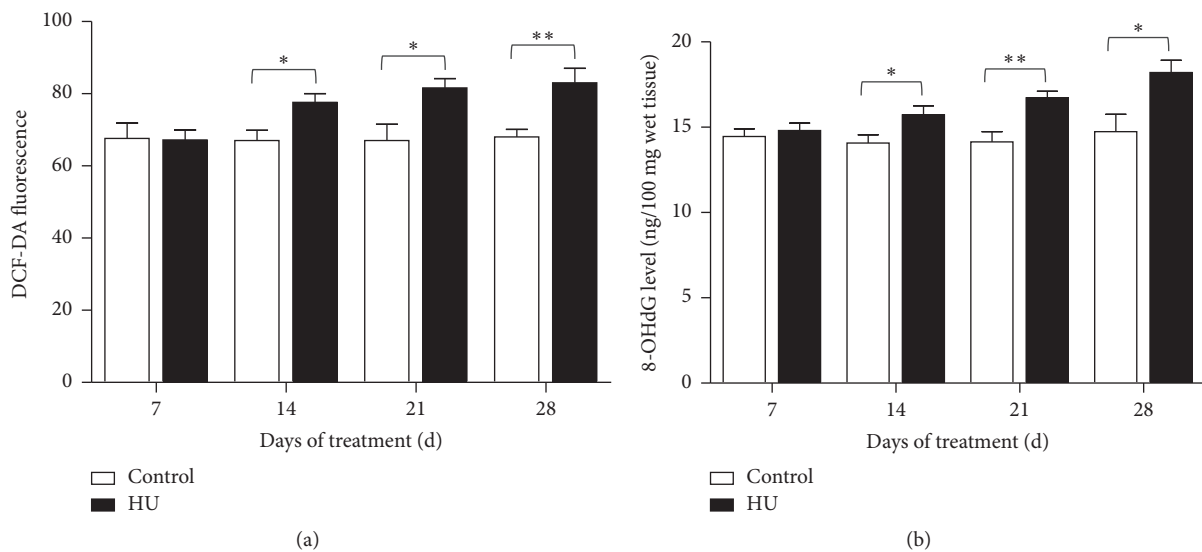 100
80
60
40
20
0
DCF-DA fluorescence
*
*
**
7 14 21 28
Days of treatment (d)
Control
HU
(a)
20
15
10
5
0
8-OHdG level (ng/100 mg wet tissue)
*
**
*
7 14 21 28
Days of treatment (d)
Control
HU
(b)